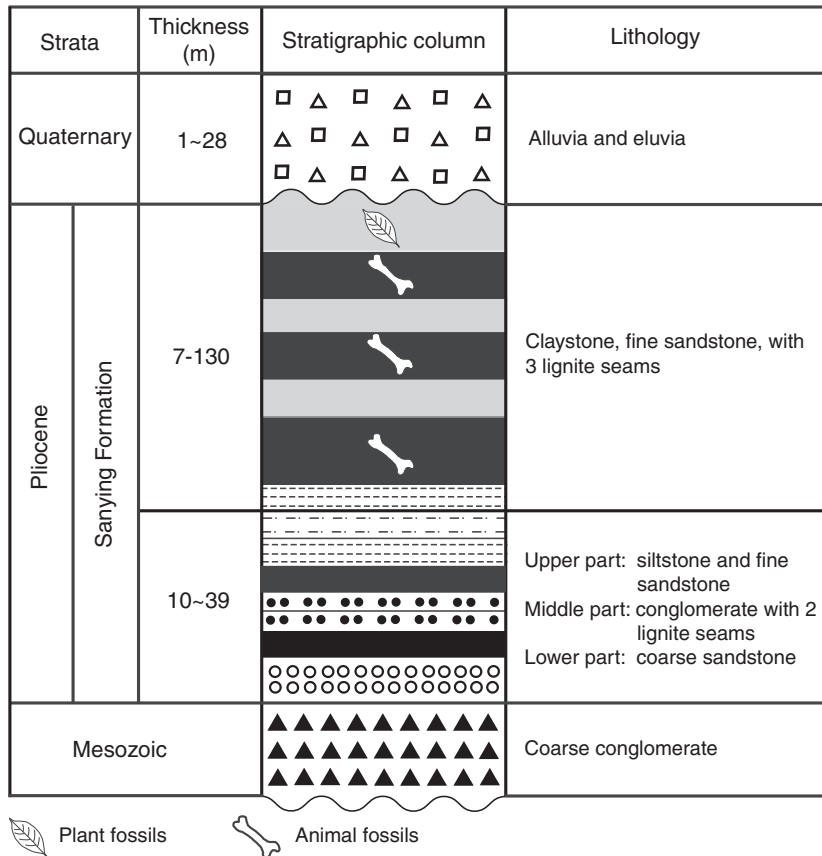 Strata
Thickness
(m)
Stratigraphic column
Lithology
Quaternary
1~28
Alluvia and eluvia
Pliocene
Sanying Formation
7-130
Claystone, fine sandstone, with
3 lignite seams
10~39
Upper part: siltstone and fine
sandstone
Middle part: conglomerate with 2
lignite seams
Lower part: coarse sandstone
Mesozoic
Coarse conglomerate
Plant fossils
Animal fossils